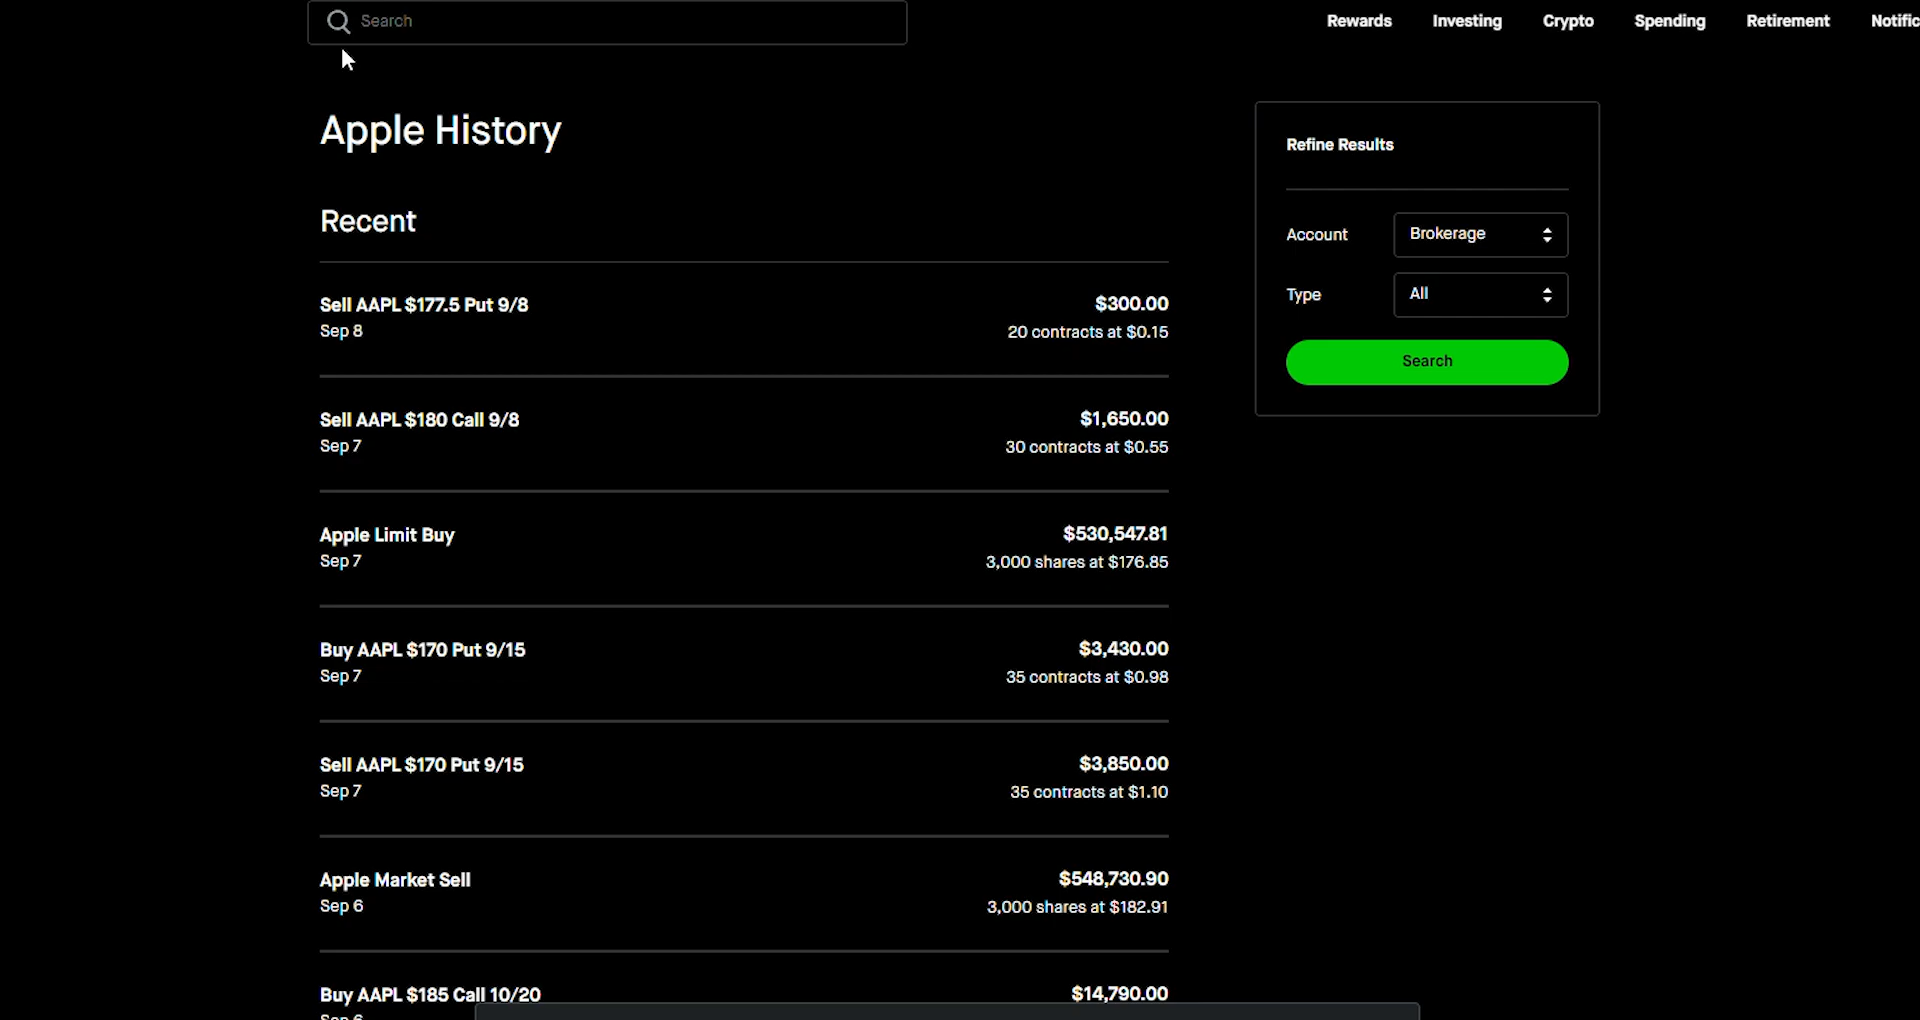 Search
Rewards Investing Crypto Spending Retirement Notific
Apple History
Recent
Sell AAPL $177.5 Put 9/8
$300.00
Sep 8
20 contracts at $0.15
Sell AAPL $180 Call 9/8
$1,650.00
Sep 7
30 contracts at $0.55
Apple Limit Buy
$530,547.81
Sep 7
3,000 shares at $176.85
Buy AAPL $170 Put 9/15
$3,430.00
Sep 7
35 contracts at $0.98
Sell AAPL $170 Put 9/15
$3,850.00
Sep 7
35 contracts at $1.10
Apple Market Sell
$548,730.90
Sep 6
3,000 shares at $182.91
Buy AAPL $185 Call 10/20
$14,790.00
Sep 6
Refine Results
Account
Brokerage
Type
All
Search